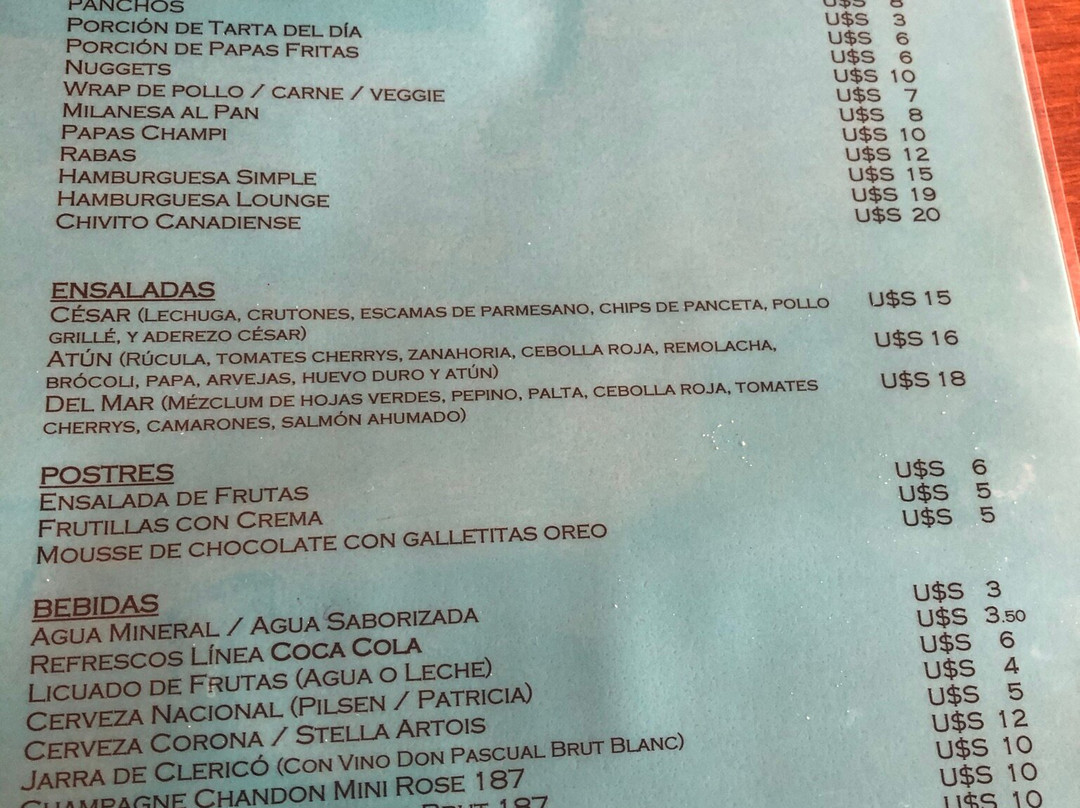 U$S 8
PANCHOS U$S 3
PORCIÓN DE TARTA DEL DÍA U$S 6
PORCIÓN DE PAPAS FRITAS U$S 6
NUGGETS U$S 10
WRAP DE POLLO / CARNE / VEGGIE U$S 7
MILANESA AL PAN U$S 8
PAPAS CHAMPI U$S 10
RABAS U$S 12
HAMBURGUESA SIMPLE U$S 15
HAMBURGUESA LOUNGE U$S 19
CHIVITO CANADIENSE U$S 20
ENSALADAS
CÉSAR (LECHUGA, CRUTONES, ESCAMAS DE PARMESANO, CHIPS DE PANCETA, POLLO U$S 15
GRILLÉ, Y ADEREZO CÉSAR)
ATÚN (RÚCULA, TOMATES CHERRYS, ZANAHORIA, CEBOLLA ROJA, REMOLACHA, U$S 16
BRÓCOLI, PAPA, ARVEJAS, HUEVO DURO Y ATÚN)
DEL MAR (MÉZCLUM DE HOJAS VERDES, PEPINO, PALTA, CEBOLLA ROJA, TOMATES U$S 18
CHERRYS, CAMARONES, SALMÓN AHUMADO)
POSTRES
ENSALADA DE FRUTAS U$S 6
FRUTILLAS CON CREMA U$S 5
MOUSSE DE CHOCOLATE CON GALLETITAS OREO U$S 5
BEBIDAS
AGUA MINERAL / AGUA SABORIZADA U$S 3
REFRESCOS LÍNEA COCA COLA U$S 3.50
LICUADO DE FRUTAS (AGUA O LECHE) U$S 6
CERVEZA NACIONAL (PILSEN / PATRICIA) U$S 4
CERVEZA CORONA / STELLA ARTOIS U$S 5
JARRA DE CLERICÓ (CON VINO DON PASCUAL BRUT BLANC) U$S 12
CHAMPAGNE CHANDON MINI ROSE 187 U$S 10
BRUT 187 U$S 10
U$S 10